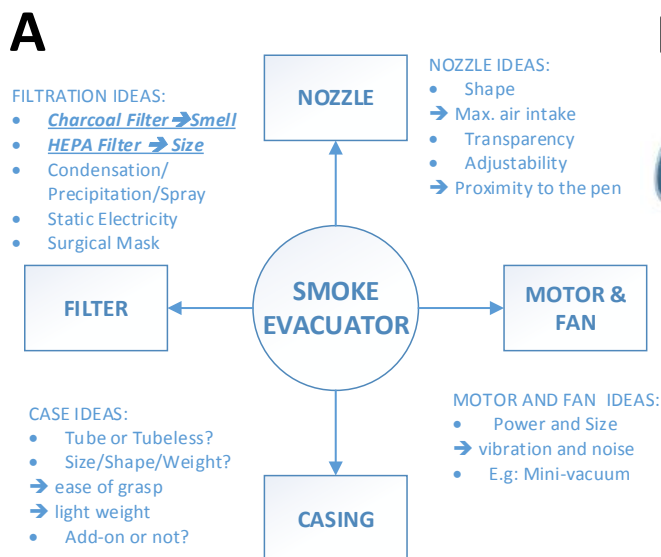 A
FILTRATION IDEAS:
• Charcoal Filter ➔Smell
• HEPA Filter ➔ Size
• Condensation/
Precipitation/Spray
• Static Electricity
• Surgical Mask
NOZZLE
NOZZLE IDEAS:
• Shape
➔ Max. air intake
• Transparency
• Adjustability
➔ Proximity to the pen
FILTER
SMOKE
EVACUATOR
MOTOR &
FAN
CASE IDEAS:
• Tube or Tubeless?
• Size/Shape/Weight?
➔ ease of grasp
➔ light weight
• Add-on or not?
CASING
MOTOR AND FAN IDEAS:
• Power and Size
➔ vibration and noise
• E.g: Mini-vacuum